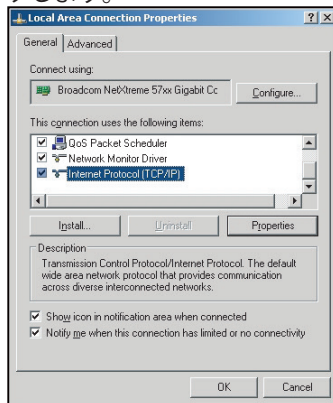 Local Area Connection Properties
General Advanced
Connect using:
Broadcom NetXtreme 57xx Gigabit Cc
Configure...
This connection uses the following items:
QoS Packet Scheduler
Network Monitor Driver
Internet Protocol (TCP/IP)
Install... Uninstall Properties
Description
Transmission Control Protocol/Internet Protocol. The default
wide area network protocol that provides communication
across diverse interconnected networks.
Show icon in notification area when connected
Notify me when this connection has limited or no connectivity
OK Cancel